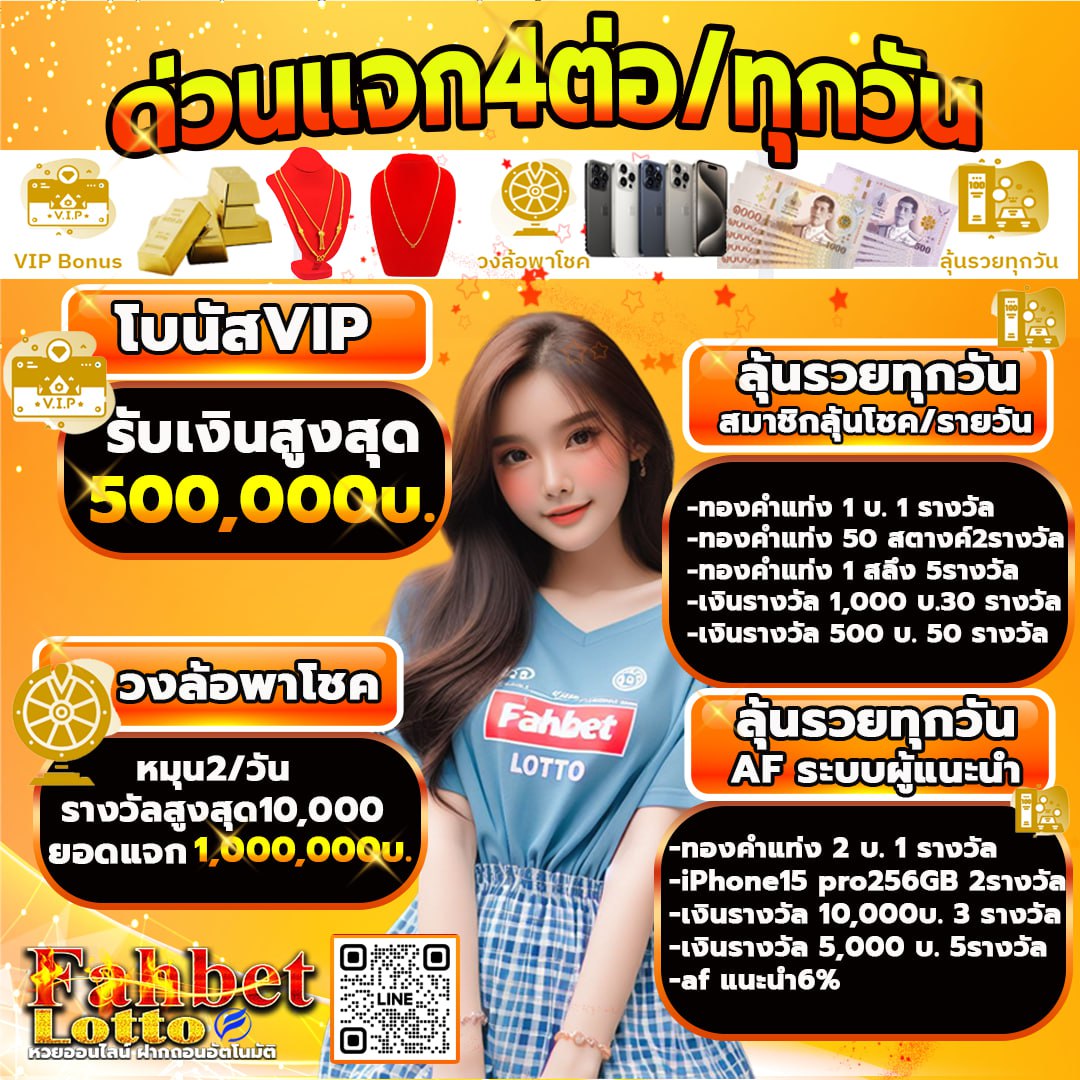 ด่วนแจก4ต่อ/ทุกวัน
V.I.P
VIP Bonus
วงล้อพาโชค
1000
500
100
ลุ้นรวยทุกวัน
โบนัสVIP
V.I.P
รับเงินสูงสุด
500,000บ.
100
ลุ้นรวยทุกวัน
สมาชิกลุ้นโชค/รายวัน
-ทองคำแท่ง 1 บ. 1 รางวัล
-ทองคำแท่ง 50 สตางค์2รางวัล
-ทองคำแท่ง 1 สลึง 5รางวัล
-เงินรางวัล 1,000 บ.30 รางวัล
-เงินรางวัล 500 บ. 50 รางวัล
วงล้อพาโชค
หมุน2/วัน
รางวัลสูงสุด10,000
ยอดแจก 1,000,000บ.
Fahbet
LOTTO
ลุ้นรวยทุกวัน
AF ระบบผู้แนะนำ
100
-ทองคำแท่ง 2 บ. 1 รางวัล
-iPhone15 pro256GB 2รางวัล
-เงินรางวัล 10,000บ. 3 รางวัล
-เงินรางวัล 5,000 บ. 5รางวัล
-af แนะนำ6%
Fahbet
Lotto
หวยออนไลน์ ฝากถอนอัตโนมัติ
LINE